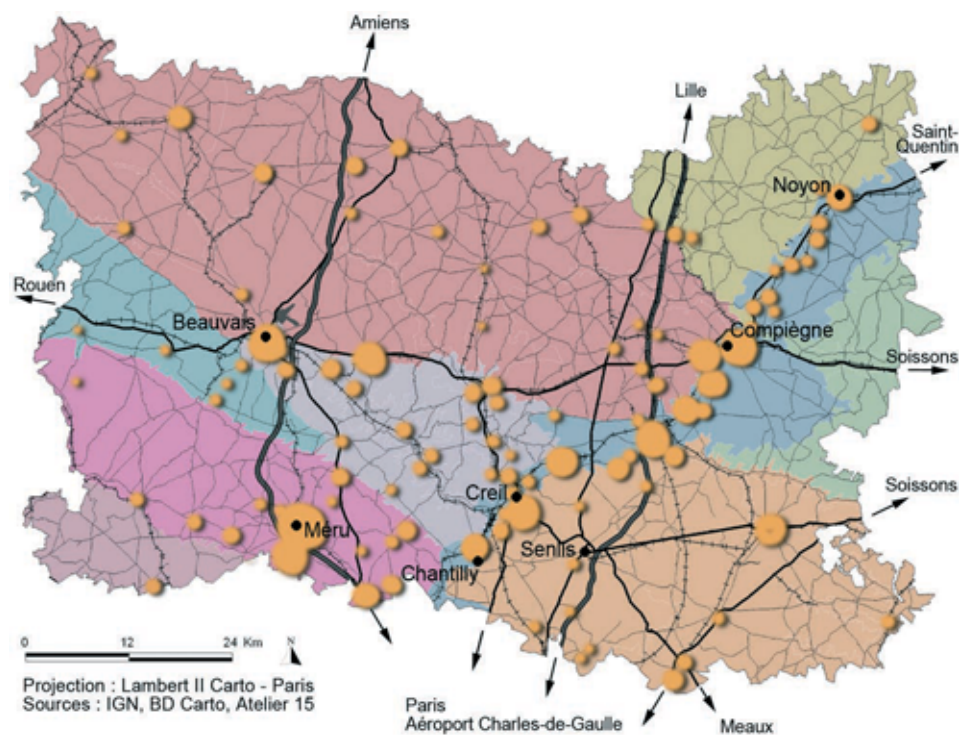 Amiens
Lille
Saint-
Quentin
Noyon
Rouen
Beauvais
Compiègne
Soissons
Creil
Soissons
Méru
Senlis
Chantilly
0 12 24 Km
N
Projection : Lambert II Carto - Paris
Sources : IGN, BD Carto, Atelier 15
Paris
Aéroport Charles-de-Gaulle
Meaux